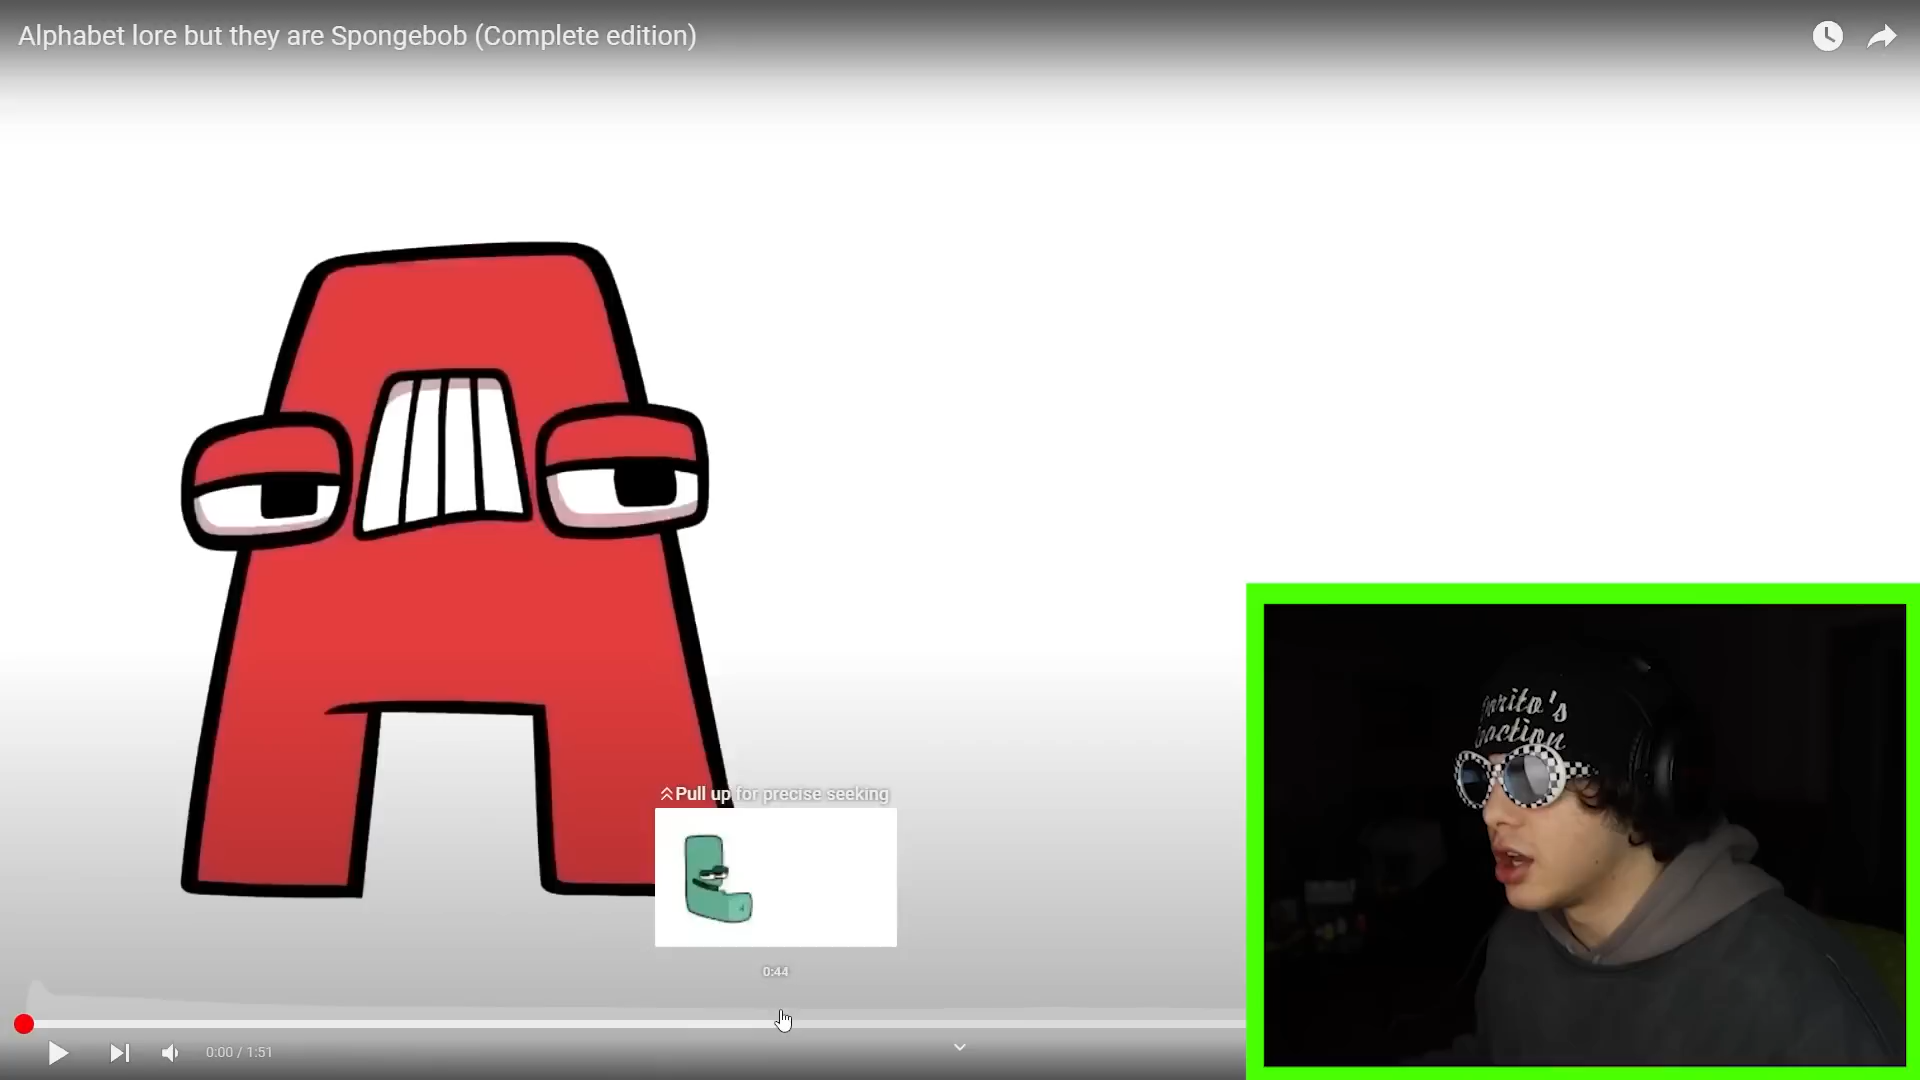 Alphabet lore but they are Spongebob (Complete edition)
Pull up for precise seeking
0:44
0:00 / 1:51